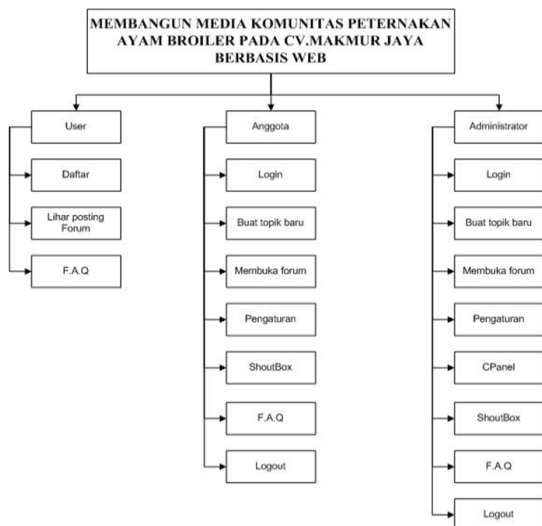 MEMBANGUN MEDIA KOMUNITAS PETERNAKAN
AYAM BROILER PADA CV.MAKMUR JAYA
BERBASIS WEB
User
Daftar
Lihar posting
Forum
F.A.Q
Anggota
Login
Buat topik baru
Membuka forum
Pengaturan
ShoutBox
F.A.Q
Logout
Administrator
Login
Buat topik baru
Membuka forum
Pengaturan
CPanel
ShoutBox
F.A.Q
Logout